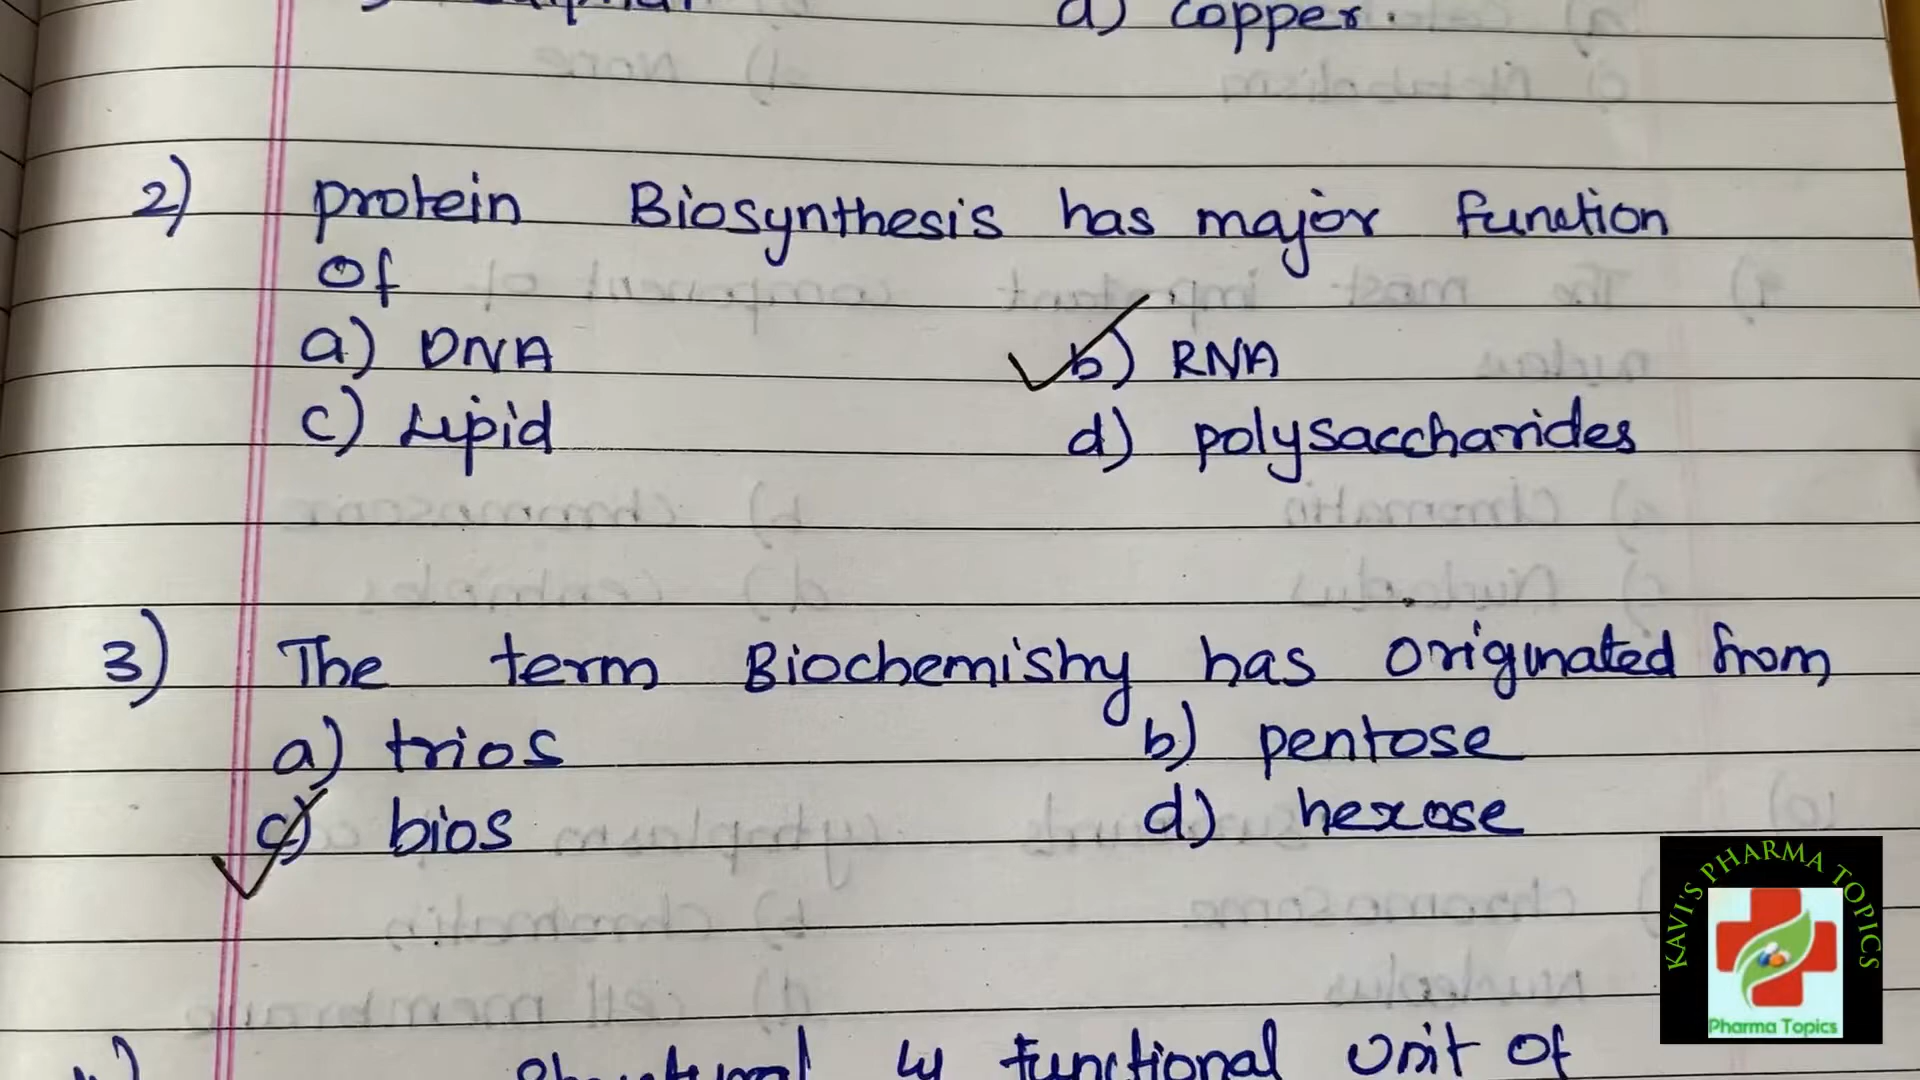 d) copper.
2) protein Biosynthesis has major function
Of
a) DNA b) RNA
c) Lipid d) polysaccharides
3) The term Biochemistry has originated from
a) trios b) pentose
c) bios d) hexose
functional Unit Of
KAVI'S PHARMA TOPICS
Pharma Topics